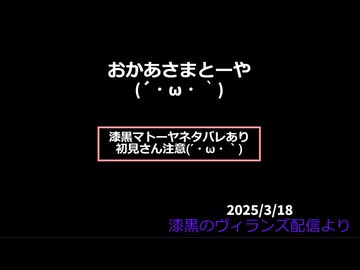 おかあさまとーや
(´・ω・｀)
漆黒マトーヤネタバレあり
初見さん注意(´・ω・｀)
2025/3/18
漆黒のヴィランズ配信より